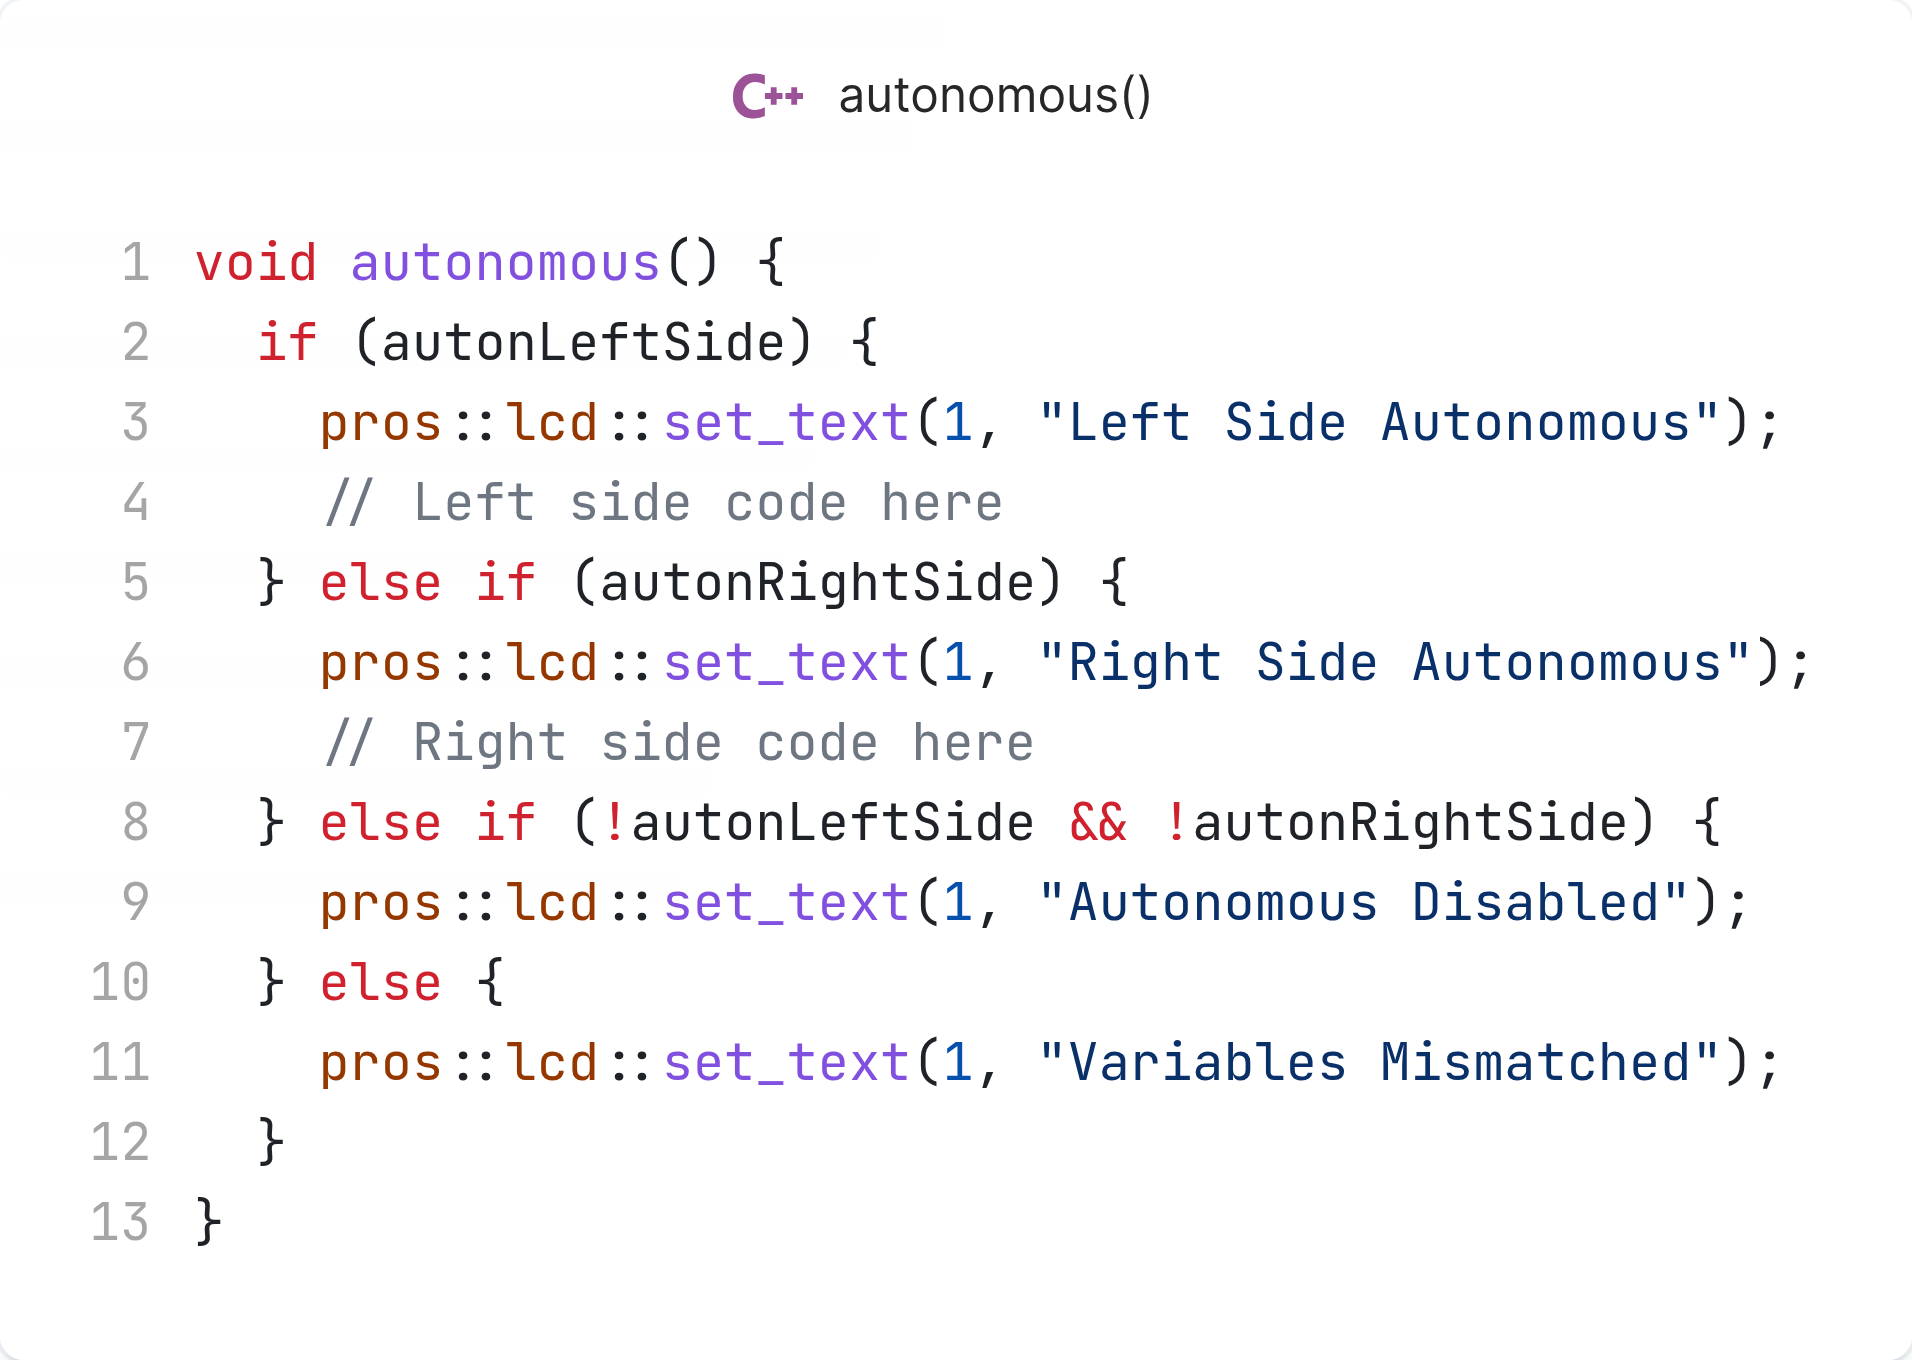 C++ autonomous()
1 void autonomous() {
2   if (autonLeftSide) {
3     pros::lcd::set_text(1, "Left Side Autonomous");
4     // Left side code here
5   } else if (autonRightSide) {
6     pros::lcd::set_text(1, "Right Side Autonomous");
7     // Right side code here
8   } else if (!autonLeftSide && !autonRightSide) {
9     pros::lcd::set_text(1, "Autonomous Disabled");
10   } else {
11     pros::lcd::set_text(1, "Variables Mismatched");
12   }
13 }